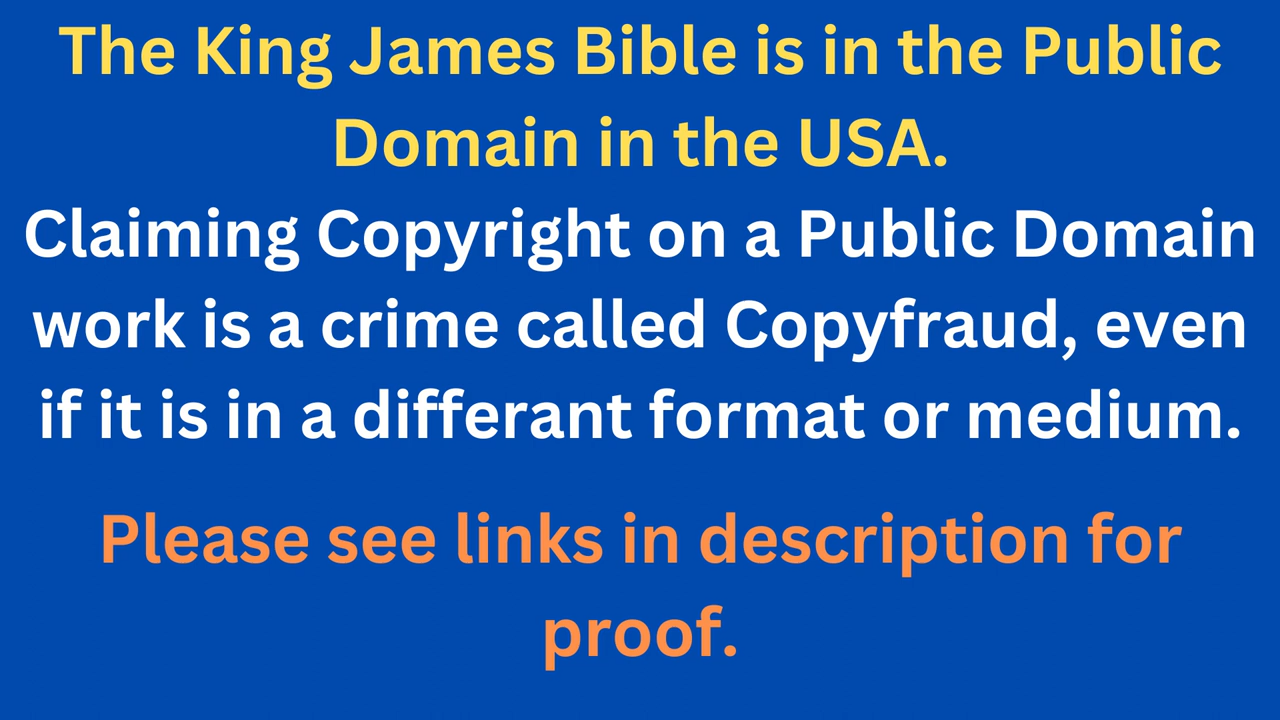 The King James Bible is in the Public
Domain in the USA.
Claiming Copyright on a Public Domain
work is a crime called Copyfraud, even
if it is in a differant format or medium.
Please see links in description for
proof.